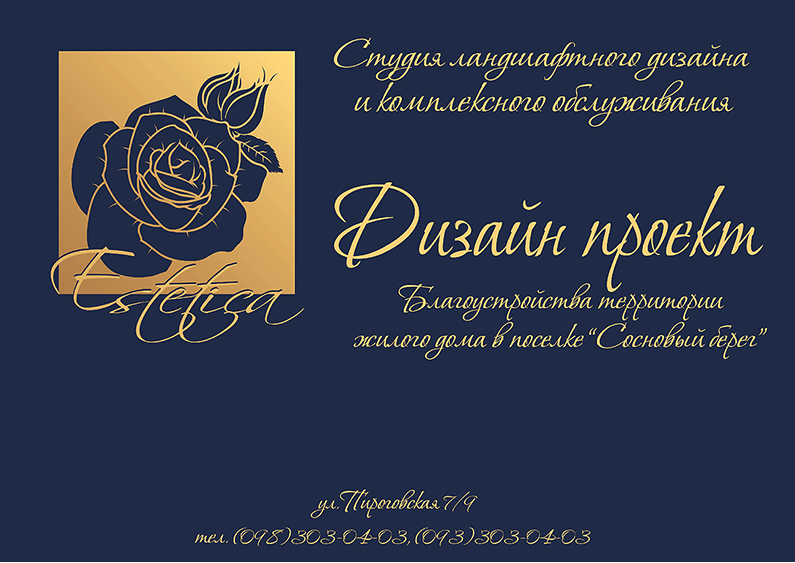 Студия ландшафтного дизайна
и комплексного обслуживания
Estetica
Дизайн проект
Благоустройства территории
жилого дома в поселке “Сосновый берег”
ул.Пироговская 7/9
тел. (098)303-04-03, (093)303-04-03